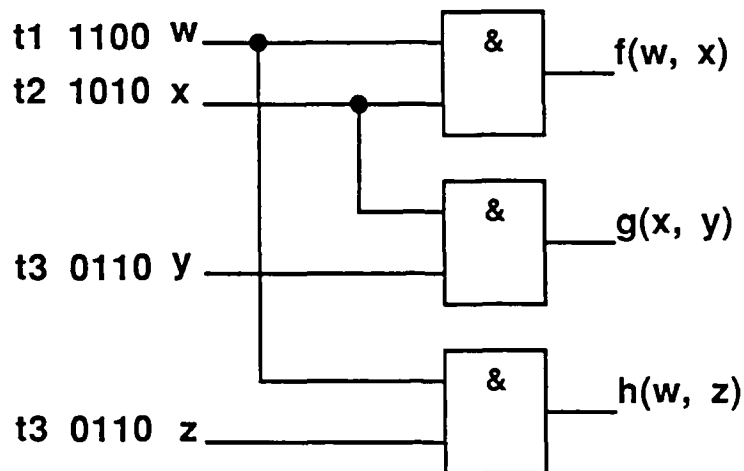 t1 1100 w
&
f(w, x)
t2 1010 x
&
g(x, y)
t3 0110 y
&
h(w, z)
t3 0110 z